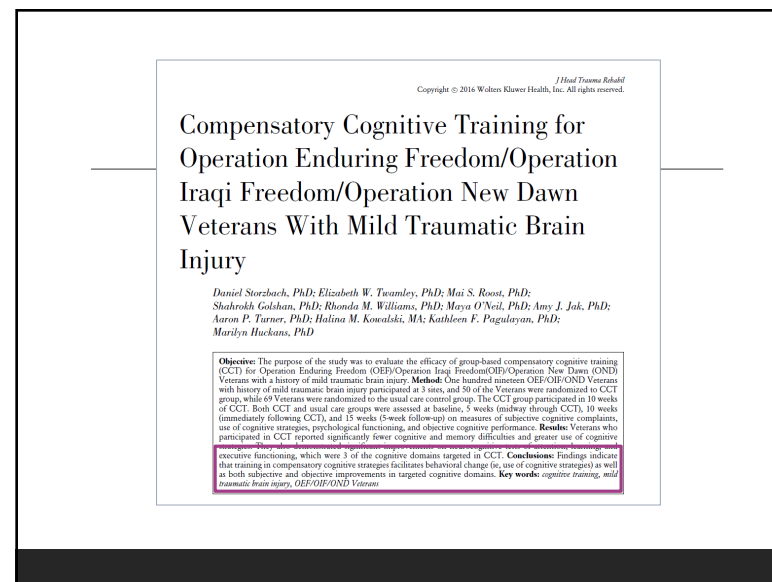 J Head Trauma Rehabil
Copyright © 2016 Wolters Kluwer Health, Inc. All rights reserved.
Compensatory Cognitive Training for
Operation Enduring Freedom/Operation
Iraqi Freedom/Operation New Dawn
Veterans With Mild Traumatic Brain
Injury
Daniel Storzbach, PhD; Elizabeth W. Twamley, PhD; Mai S. Roost, PhD;
Shahrokh Golshan, PhD; Rhonda M. Williams, PhD; Maya O'Neil, PhD; Amy J. Jak, PhD;
Aaron P. Turner, PhD; Halina M. Kowalski, MA; Kathleen F. Pagulayan, PhD;
Marilyn Huckans, PhD
Objective: The purpose of the study was to evaluate the efficacy of group-based compensatory cognitive training
(CCT) for Operation Enduring Freedom (OEF)/Operation Iraqi Freedom(OIF)/Operation New Dawn (OND)
Veterans with a history of mild traumatic brain injury. Method: One hundred nineteen OEF/OIF/OND Veterans
with history of mild traumatic brain injury participated at 3 sites, and 50 of the Veterans were randomized to CCT
group, while 69 Veterans were randomized to the usual care control group. The CCT group participated in 10 weeks
of CCT. Both CCT and usual care groups were assessed at baseline, 5 weeks (midway through CCT), 10 weeks
(immediately following CCT), and 15 weeks (5-week follow-up) on measures of subjective cognitive complaints,
use of cognitive strategies, psychological functioning, and objective cognitive performance. Results: Veterans who
participated in CCT reported significantly fewer cognitive and memory difficulties and greater use of cognitive
strategies. They also demonstrated significant improvements on neurocognitive tests of attention, learning, and
executive functioning, which were 3 of the cognitive domains targeted in CCT. Conclusions: Findings indicate
that training in compensatory cognitive strategies facilitates behavioral change (ie, use of cognitive strategies) as well
as both subjective and objective improvements in targeted cognitive domains. Key words: cognitive training, mild
traumatic brain injury, OEF/OIF/OND Veterans